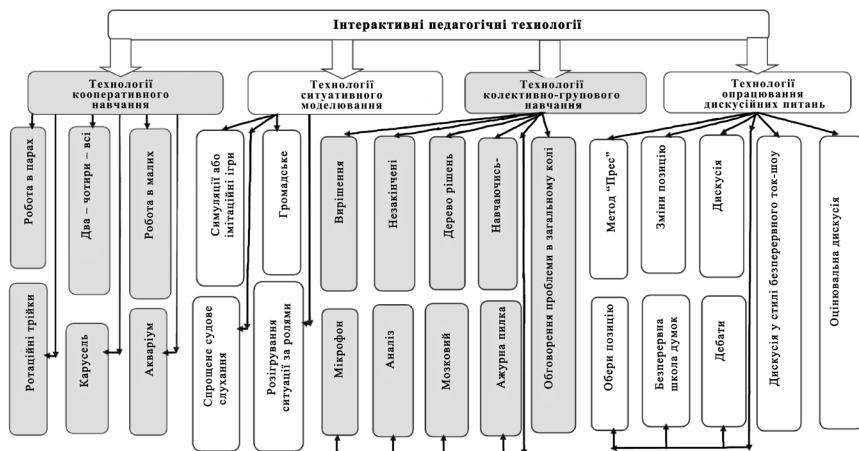 Інтерактивні педагогічні технології
Технології
кооперативного
навчання
Технології
ситуативного
моделювання
Технології
колективно-групового
навчання
Технології
опрацювання
дискусійних питань
Робота в парах
Два – чотири – всі
Робота в малих
Симуляції або
імітаційні ігри
Громадське
Вирішення
Незакінчені
Дерево рішень
Навчаючись-
Обговорення проблеми в загальному колі
Метод “Прес”
Зміни позицію
Дискусія
Дискусія у стилі безперервного ток-шоу
Оцінювальна дискусія
Ротаційні трійки
Карусель
Акваріум
Спрощене судове
слухання
Розігрування
ситуації за ролями
Мікрофон
Аналіз
Мозковий
Ажурна пилка
Обери позицію
Безперервна
школа думок
Дебати